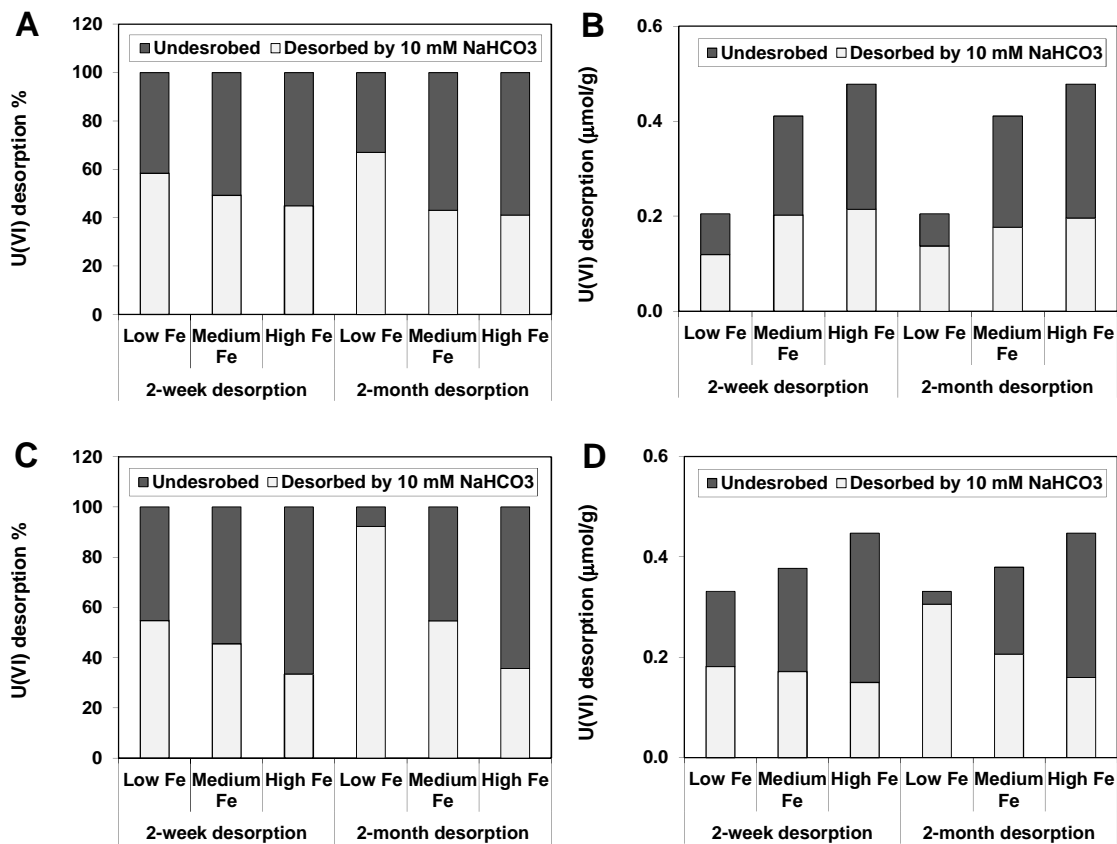 A
U(VI) desorption %
120
100
80
60
40
20
0
Undesrobed Desorbed by 10 mM NaHCO3
Low Fe Medium Fe High Fe Low Fe Medium Fe High Fe
2-week desorption 2-month desorption
B
U(VI) desorption (μmol/g)
0.6
0.4
0.2
0.0
Undesrobed Desorbed by 10 mM NaHCO3
Low Fe Medium Fe High Fe Low Fe Medium Fe High Fe
2-week desorption 2-month desorption
C
U(VI) desorption %
120
100
80
60
40
20
0
Undesrobed Desorbed by 10 mM NaHCO3
Low Fe Medium Fe High Fe Low Fe Medium Fe High Fe
2-week desorption 2-month desorption
D
U(VI) desorption (μmol/g)
0.6
0.4
0.2
0.0
Undesrobed Desorbed by 10 mM NaHCO3
Low Fe Medium Fe High Fe Low Fe Medium Fe High Fe
2-week desorption 2-month desorption